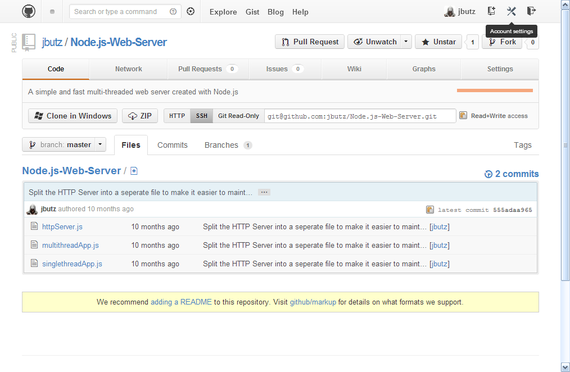 Search or type a command
Explore Gist Blog Help
jbutz
Account settings
PUBLIC
jbutz / Node.js-Web-Server
Pull Request Unwatch Unstar 1 Fork 0
Code Network Pull Requests 0 Issues 0 Wiki Graphs Settings
A simple and fast multi-threaded web server created with Node.js
Clone in Windows ZIP HTTP SSH Git Read-Only git@github.com:jbutz/Node.js-Web-Server.git Read+Write access
branch: master Files Commits Branches 1 Tags
Node.js-Web-Server /
2 commits
Split the HTTP Server into a seperate file to make it easier to maint...
jbutz authored 10 months ago
latest commit 555adaa965
httpServer.js 10 months ago Split the HTTP Server into a seperate file to make it easier to maint... [jbutz]
multithreadApp.js 10 months ago Split the HTTP Server into a seperate file to make it easier to maint... [jbutz]
singlethreadApp.js 10 months ago Split the HTTP Server into a seperate file to make it easier to maint... [jbutz]
We recommend adding a README to this repository. Visit github/markup for details on what formats we support.